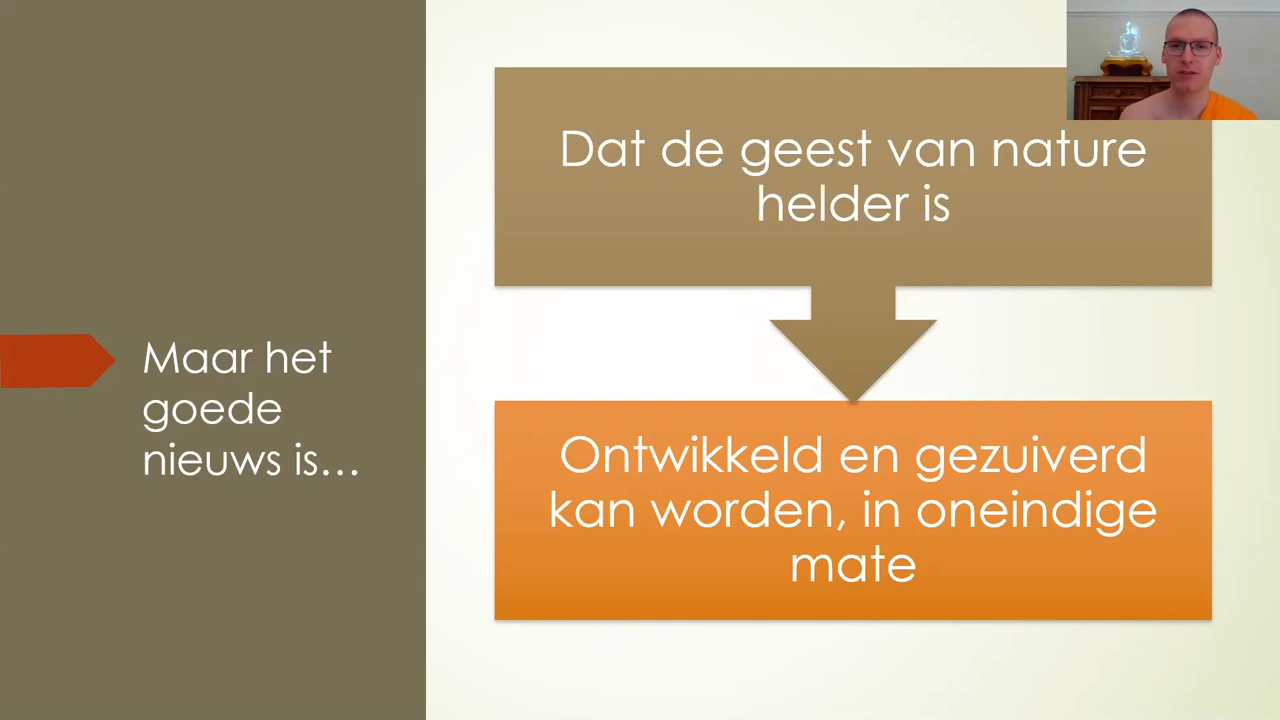 Maar het
goede
nieuws is…
Dat de geest van nature
helder is
Ontwikkeld en gezuiverd
kan worden, in oneindige
mate